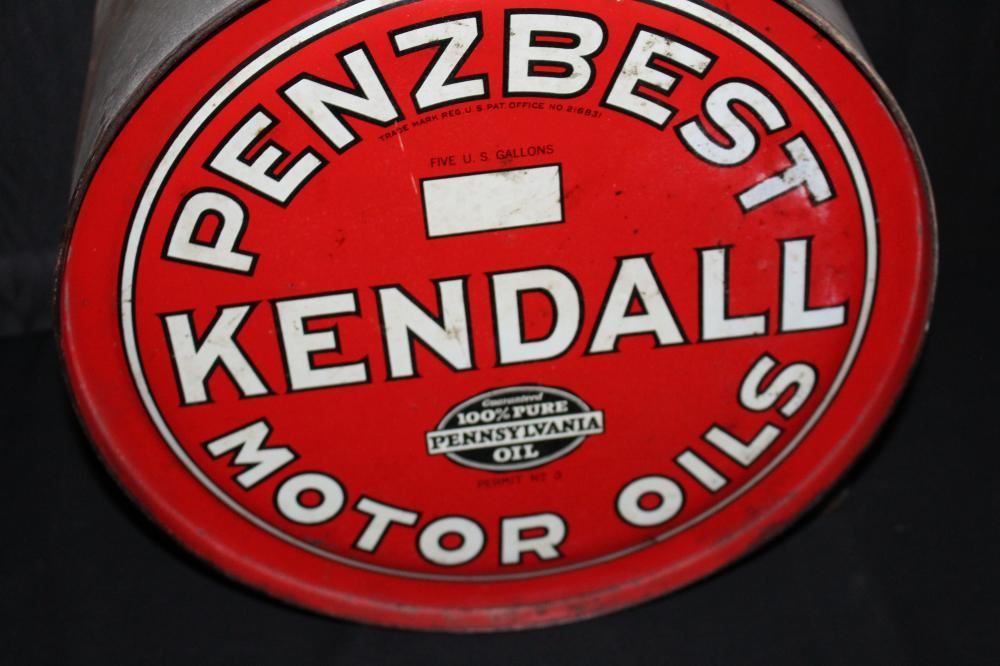 PENZBEST
TRADE MARK REG. U.S. PAT. OFFICE NO. 216831
FIVE U. S. GALLONS
KENDALL
Guaranteed
100% PURE
PENNSYLVANIA
OIL
PERMIT NO 3
MOTOR OILS